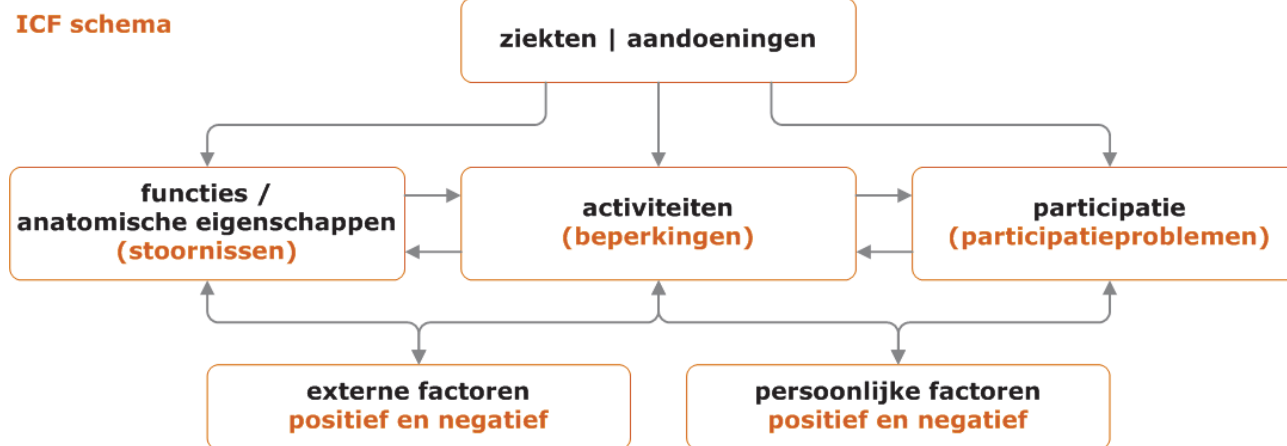 ICF schema
ziekten | aandoeningen
functies /
anatomische eigenschappen
(stoornissen)
activiteiten
(beperkingen)
participatie
(participatieproblemen)
externe factoren
positief en negatief
persoonlijke factoren
positief en negatief